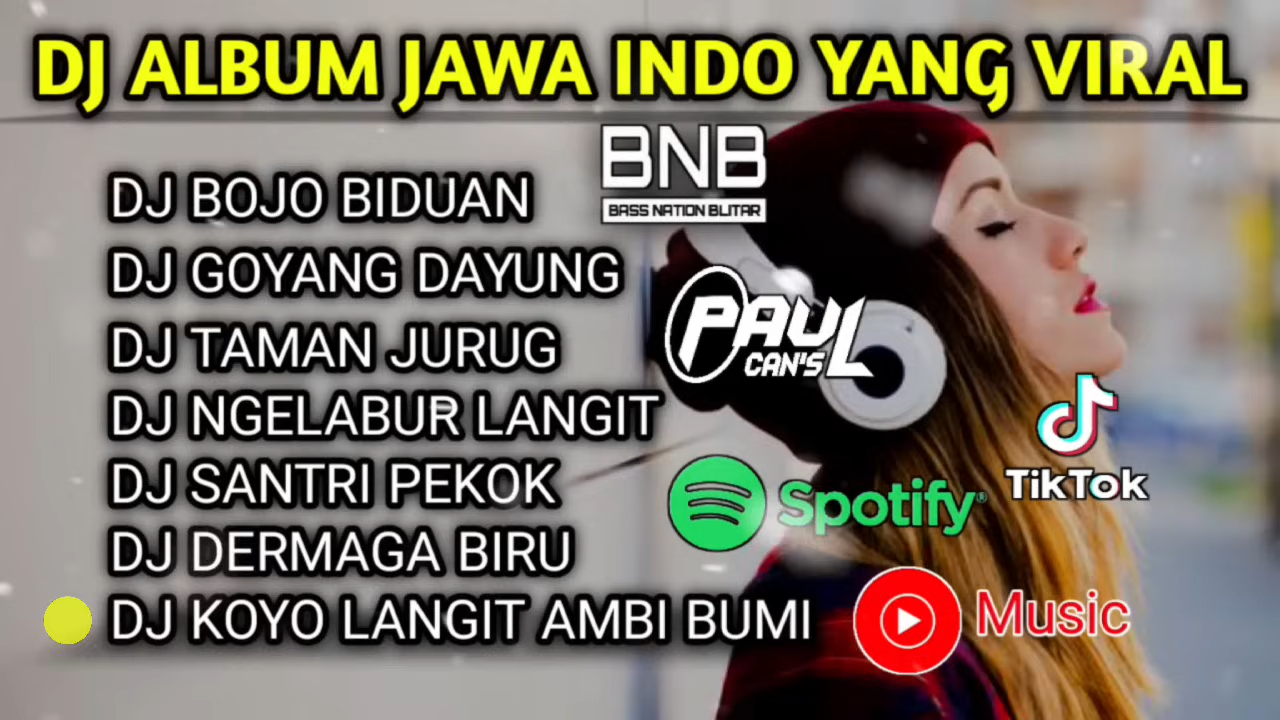 DJ ALBUM JAWA INDO YANG VIRAL
BNB
BASS NATION BLITAR
DJ BOJO BIDUAN
DJ GOYANG DAYUNG
DJ TAMAN JURUG
DJ NGELABUR LANGIT
DJ SANTRI PEKOK
DJ DERMAGA BIRU
DJ KOYO LANGIT AMBI BUMI
PAUL
CAN'S
TikTok
Spotify®
Music